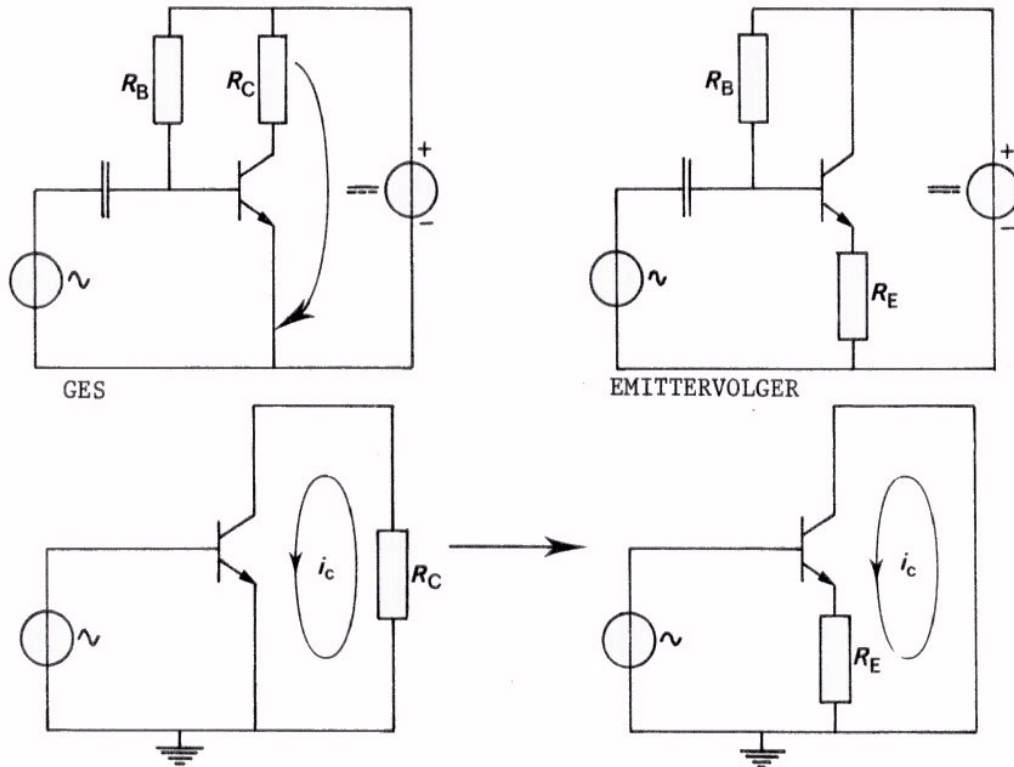 R_B
R_C
+
−
∼
GES
R_B
+
−
∼
R_E
EMITTERVOLGER
∼
i_c
R_C
∼
i_c
R_E